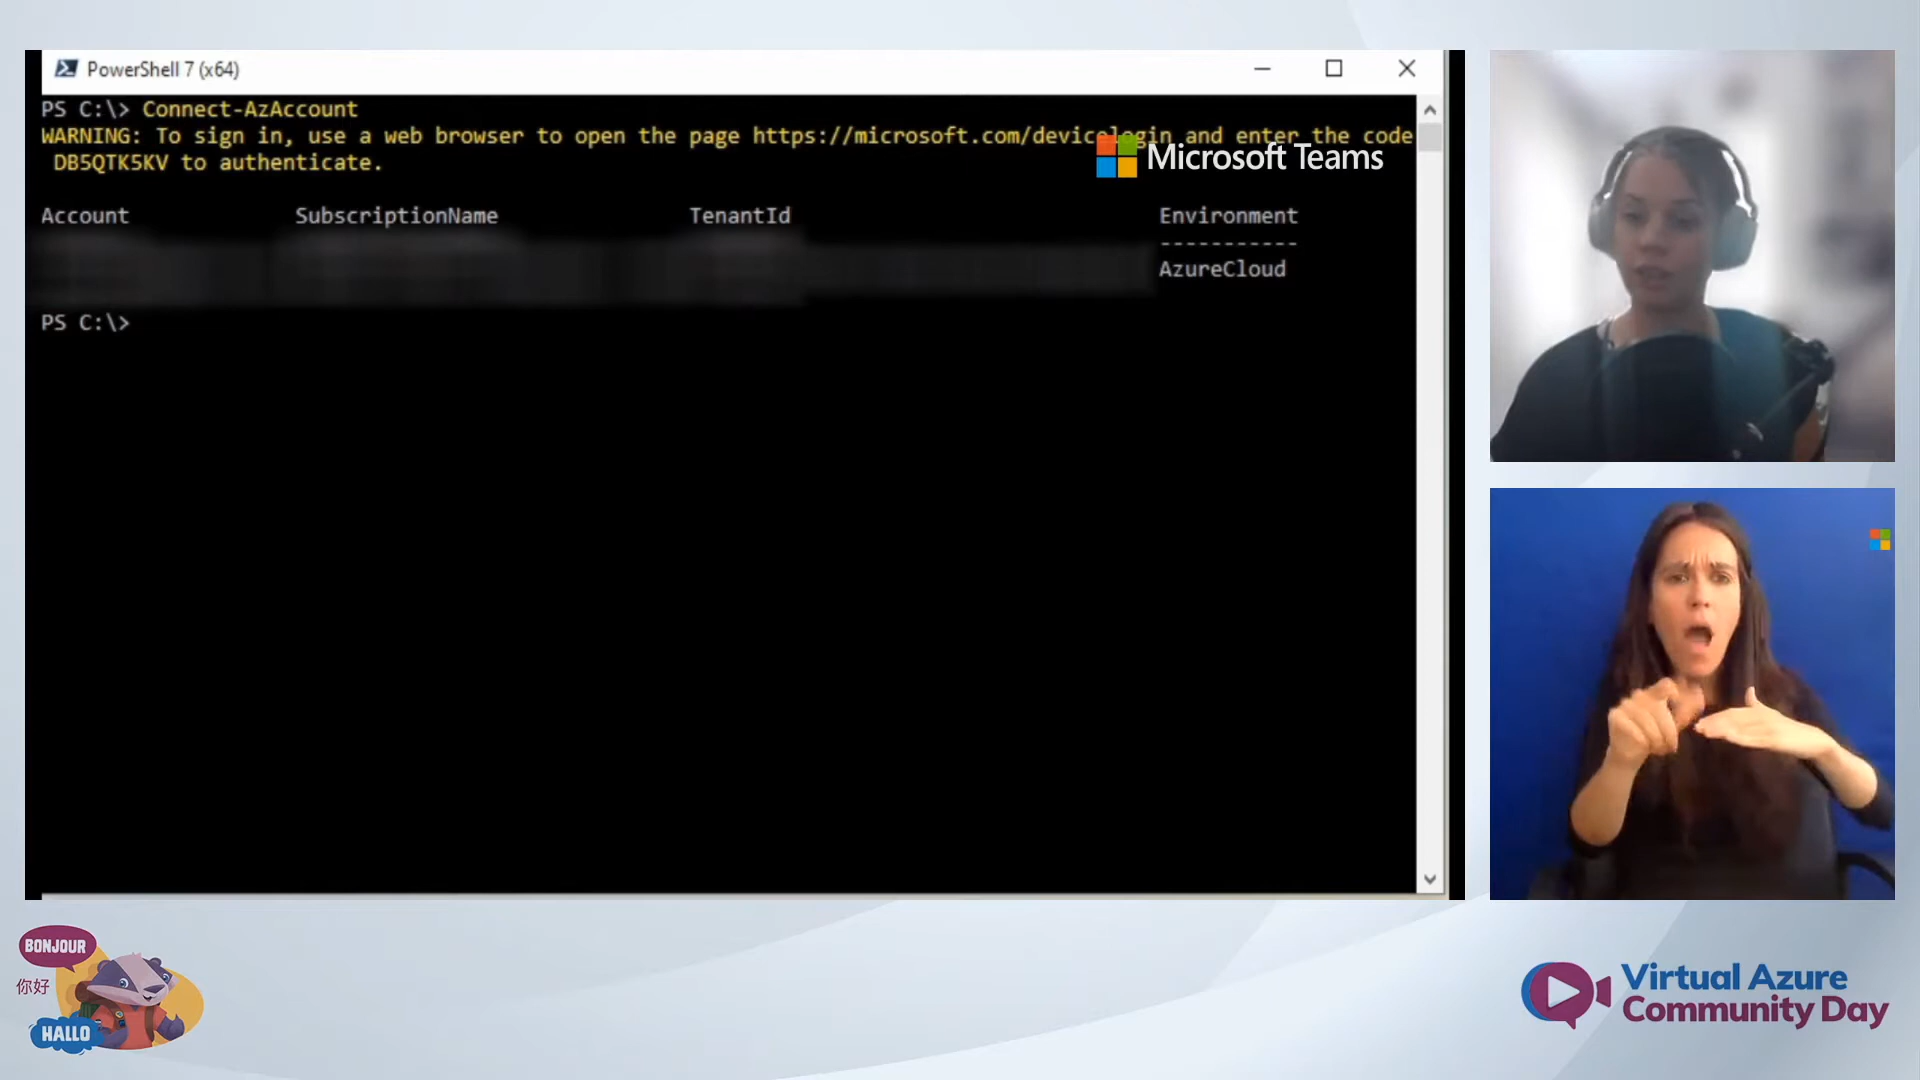 PowerShell 7 (x64)
PS C:\> Connect-AzAccount
WARNING: To sign in, use a web browser to open the page https://microsoft.com/devicelogin and enter the code
DB5QTK5KV to authenticate.
Microsoft Teams
Account SubscriptionName TenantId Environment
-----------
AzureCloud
PS C:\>
BONJOUR
你好
HALLO
Virtual Azure
Community Day